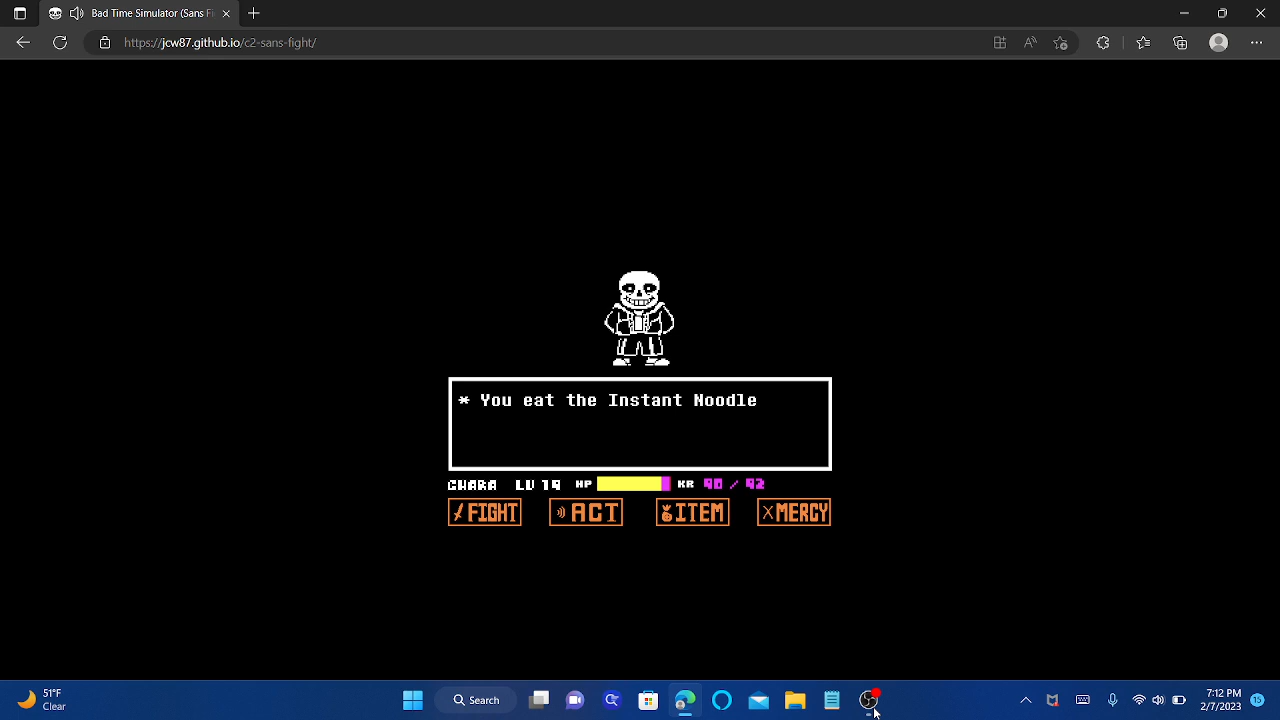 Bad Time Simulator (Sans Fi
https://jcw87.github.io/c2-sans-fight/
* You eat the Instant Noodle
CHARA LV 19 HP KR 90 / 92
FIGHT ACT ITEM MERCY
51°F
Clear
Search
7:12 PM
2/7/2023
15